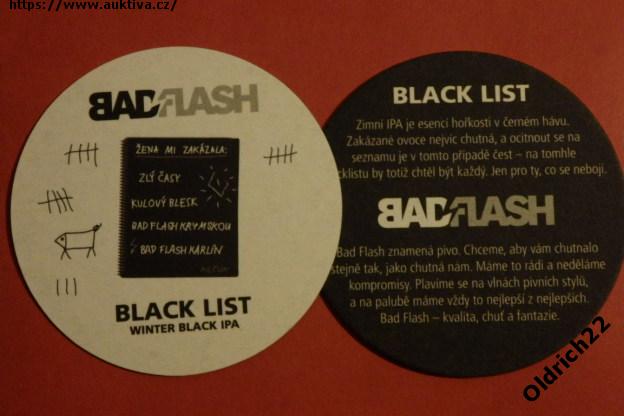 https://www.auktiva.cz/
BADFLASH
ŽENA MI ZAKÁZALA:
ZLÝ ČASY
KULOVÝ BLESK
BAD FLASH KRYMSKOU
BAD FLASH KARLÍN
BLACK LIST
WINTER BLACK IPA
BLACK LIST
Zimní IPA je esencí hořkosti v černém hávu.
Zakázané ovoce nejvíc chutná, a ocitnout se na
seznamu je v tomto případě čest – na tomhle
cklistu by totiž chtěl být každý. Jen pro ty, co se nebojí.
BADFLASH
Bad Flash znamená pivo. Chceme, aby vám chutnalo
stejně tak, jako chutná nám. Máme to rádi a neděláme
kompromisy. Plavíme se na vlnách pivních stylů,
a na palubě máme vždy to nejlepší z nejlepších.
Bad Flash – kvalita, chuť a fantazie.
Oldrich22